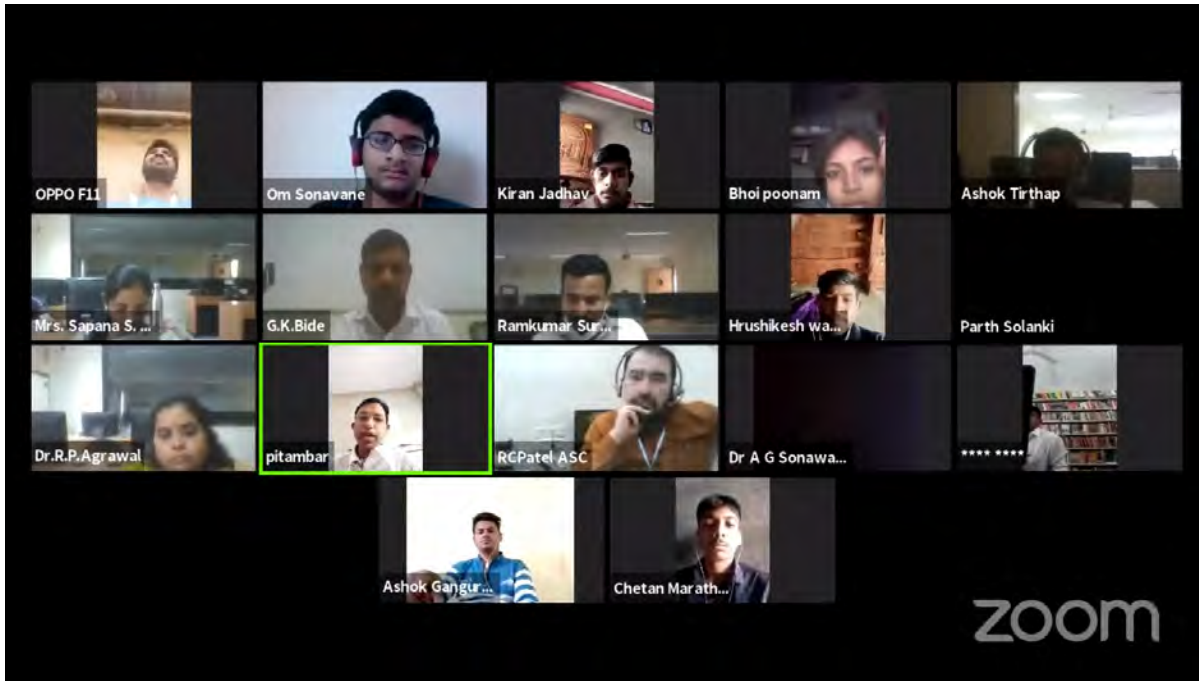 OPPO F11
Om Sonavane
Kiran Jadhav
Bhoi poonam
Ashok Tirthap
Mrs. Sapana S. ...
G.K.Bide
Ramkumar Sur...
Hrushikesh wa...
Parth Solanki
Dr.R.P.Agrawal
pitambar
RCPatel ASC
Dr A G Sonawa...
**** ****
Ashok Gangur...
Chetan Marath...
zoom